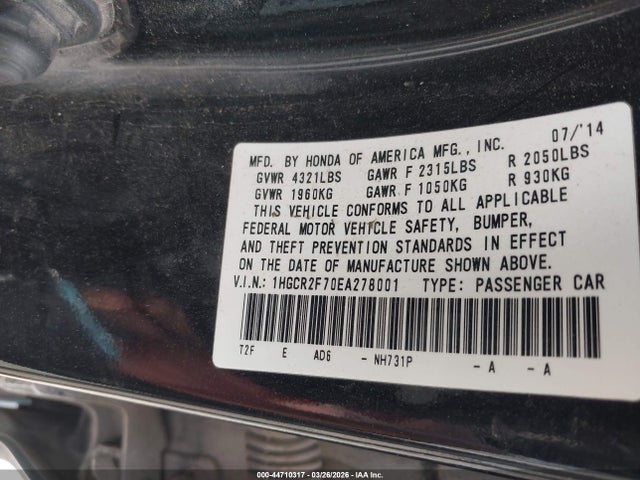 MFD. BY HONDA OF AMERICA MFG., INC. 07/'14
GVWR 4321LBS GAWR F 2315LBS R 2050LBS
GVWR 1960KG GAWR F 1050KG R 930KG
THIS VEHICLE CONFORMS TO ALL APPLICABLE
FEDERAL MOTOR VEHICLE SAFETY, BUMPER,
AND THEFT PREVENTION STANDARDS IN EFFECT
ON THE DATE OF MANUFACTURE SHOWN ABOVE.
V.I.N.: 1HGCR2F70EA278001 TYPE: PASSENGER CAR
T2F E AD6 - NH731P - A - A
000-44710317 - 03/26/2026 - IAA Inc.